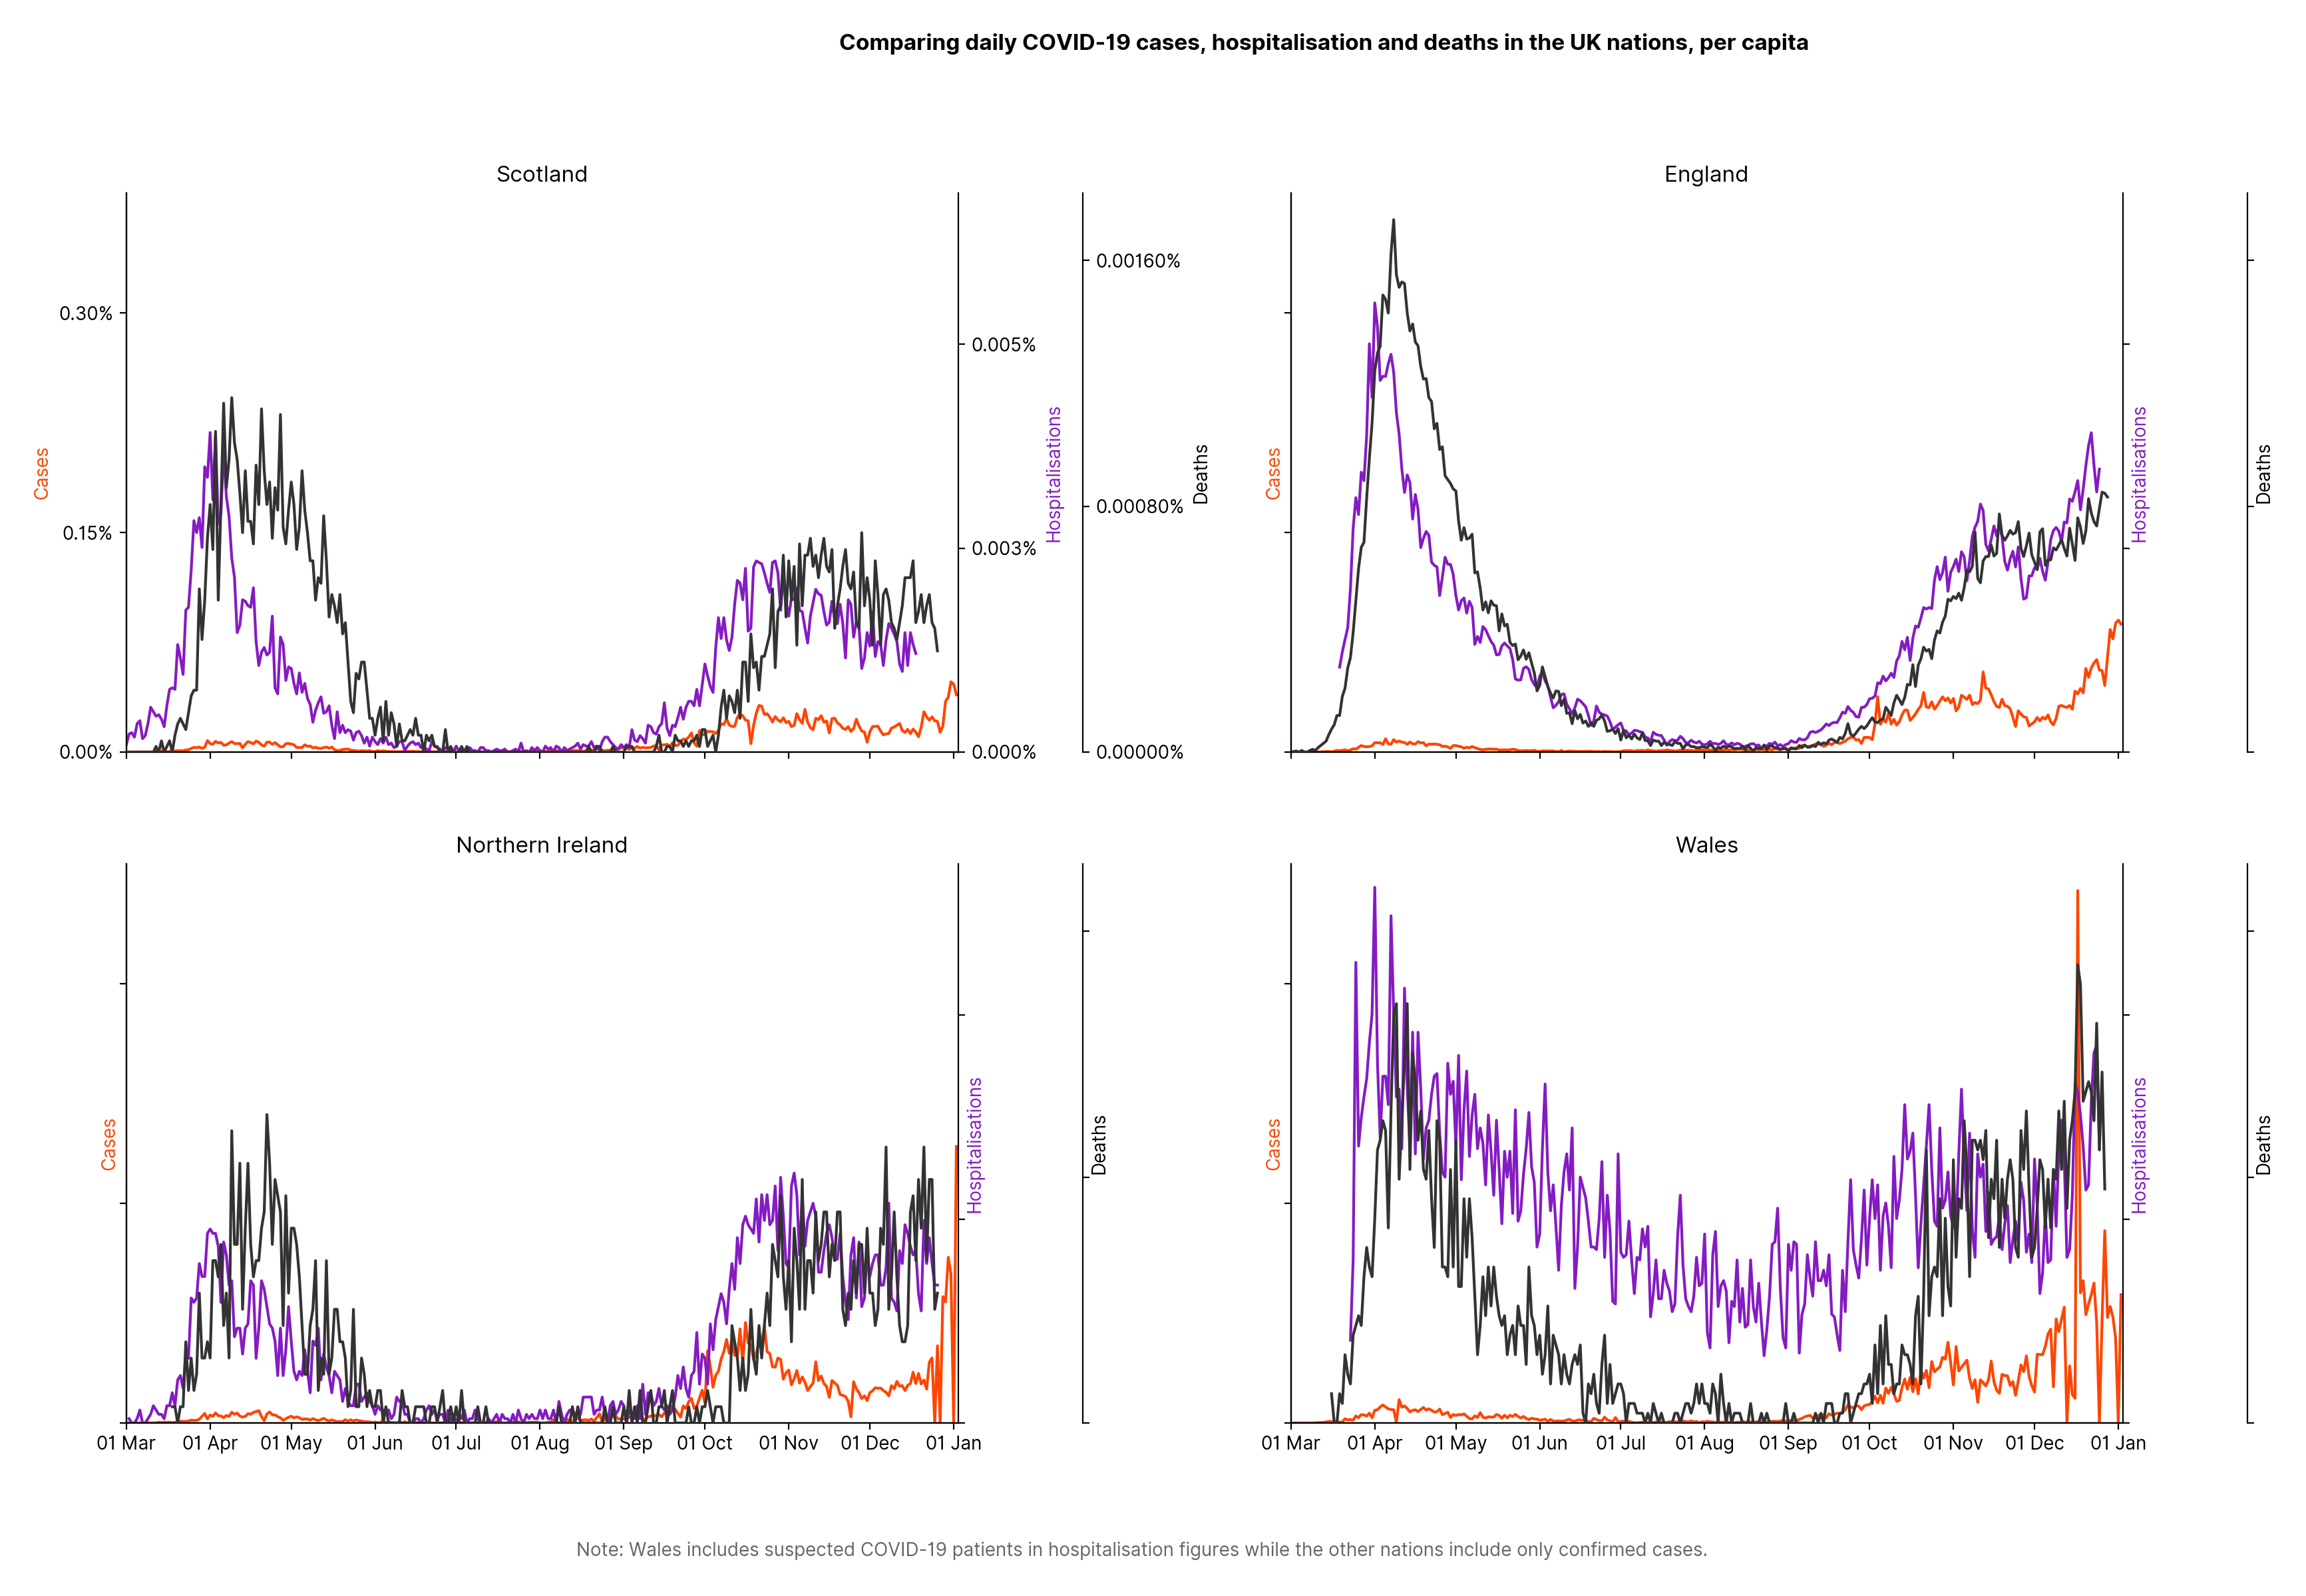 Comparing daily COVID-19 cases, hospitalisation and deaths in the UK nations, per capita
Scotland
England
0.00160%
0.30%
0.005%
Cases
Hospitalisations
Deaths
Cases
Hospitalisations
Deaths
0.00080%
0.15%
0.003%
0.00%
0.000%
0.00000%
Northern Ireland
Wales
Cases
Hospitalisations
Deaths
Cases
Hospitalisations
Deaths
01 Mar 01 Apr 01 May 01 Jun 01 Jul 01 Aug 01 Sep 01 Oct 01 Nov 01 Dec 01 Jan
01 Mar 01 Apr 01 May 01 Jun 01 Jul 01 Aug 01 Sep 01 Oct 01 Nov 01 Dec 01 Jan
Note: Wales includes suspected COVID-19 patients in hospitalisation figures while the other nations include only confirmed cases.